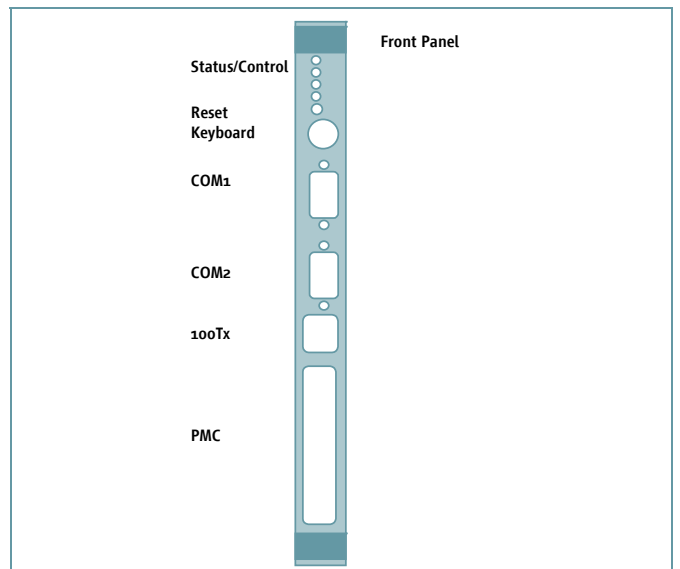 Front Panel
Status/Control
Reset
Keyboard
COM1
COM2
100Tx
PMC